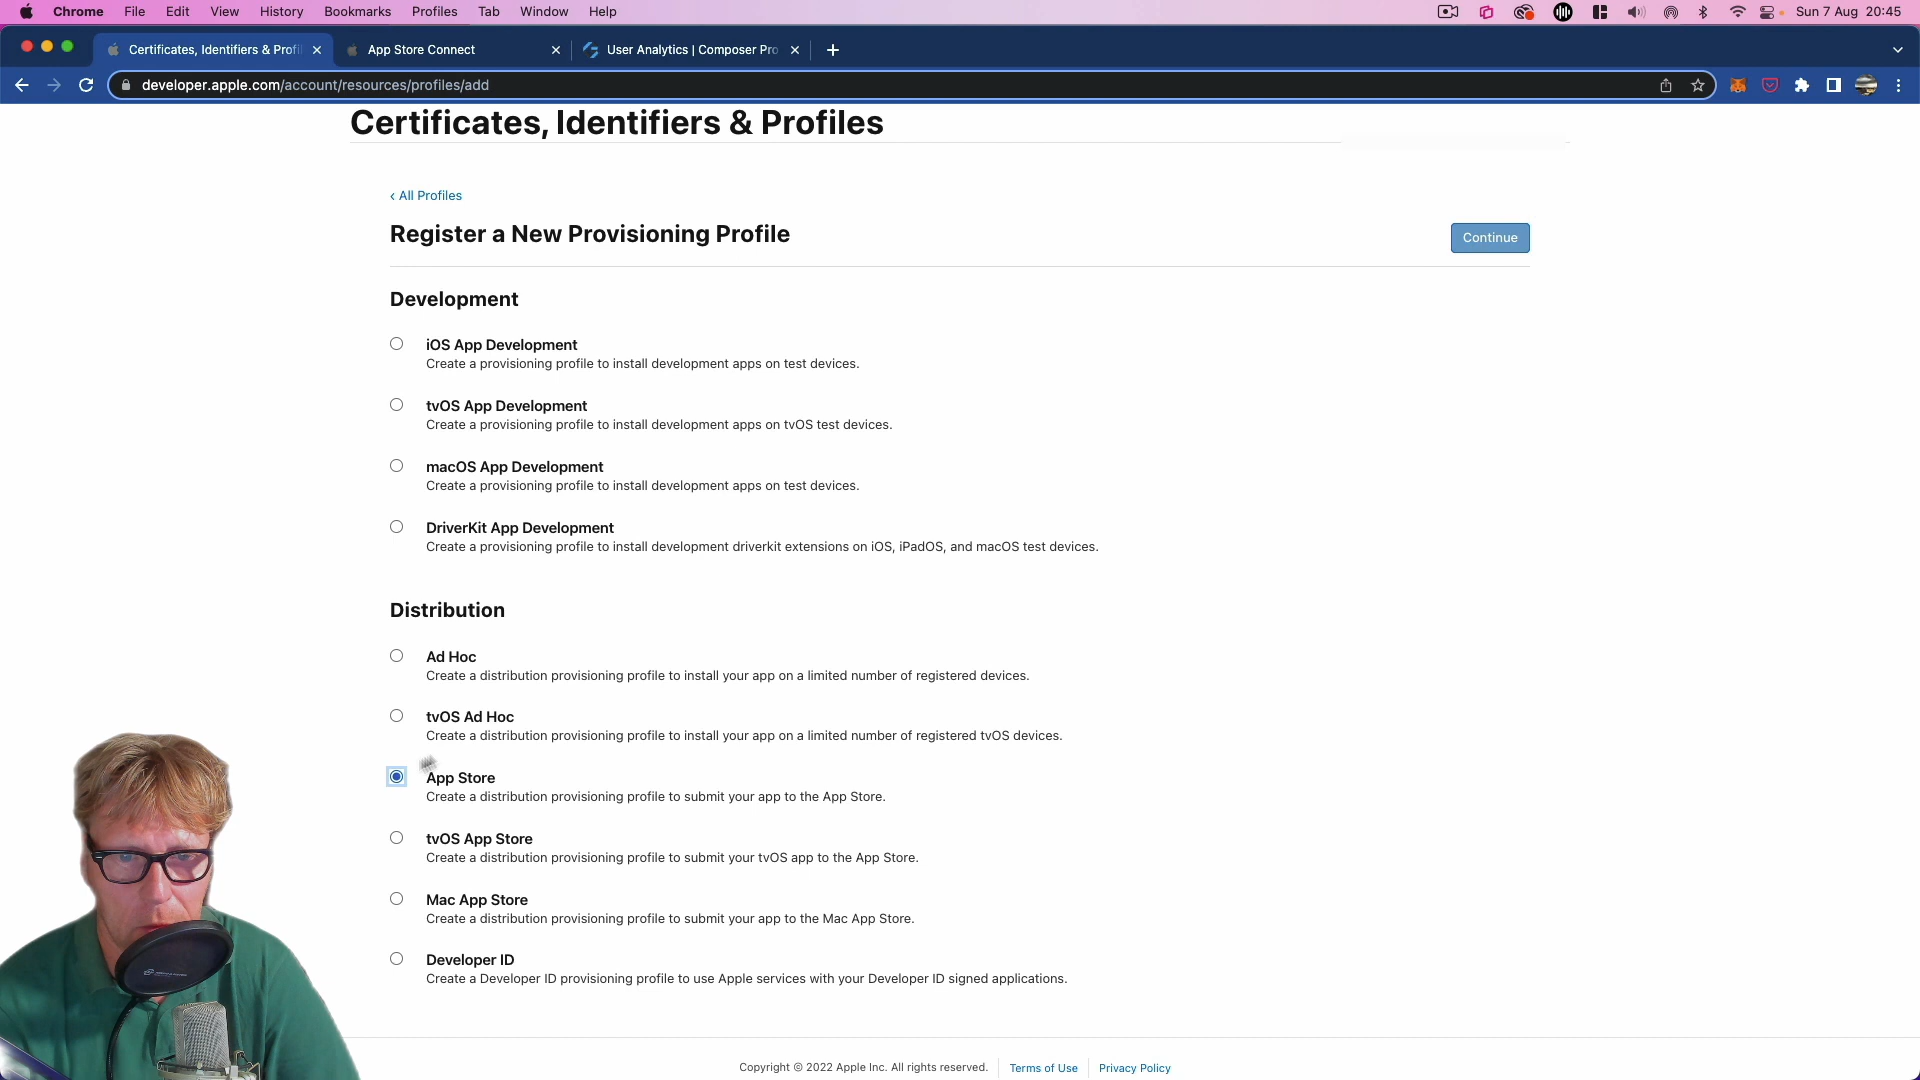 Chrome File Edit View History Bookmarks Profiles Tab Window Help Sun 7 Aug 20:45
Certificates, Identifiers & Profi App Store Connect User Analytics | Composer Pro
developer.apple.com/account/resources/profiles/add
Certificates, Identifiers & Profiles
‹ All Profiles
Register a New Provisioning Profile
Continue
Development
iOS App Development
Create a provisioning profile to install development apps on test devices.
tvOS App Development
Create a provisioning profile to install development apps on tvOS test devices.
macOS App Development
Create a provisioning profile to install development apps on test devices.
DriverKit App Development
Create a provisioning profile to install development driverkit extensions on iOS, iPadOS, and macOS test devices.
Distribution
Ad Hoc
Create a distribution provisioning profile to install your app on a limited number of registered devices.
tvOS Ad Hoc
Create a distribution provisioning profile to install your app on a limited number of registered tvOS devices.
App Store
Create a distribution provisioning profile to submit your app to the App Store.
tvOS App Store
Create a distribution provisioning profile to submit your tvOS app to the App Store.
Mac App Store
Create a distribution provisioning profile to submit your app to the Mac App Store.
Developer ID
Create a Developer ID provisioning profile to use Apple services with your Developer ID signed applications.
Copyright © 2022 Apple Inc. All rights reserved. Terms of Use Privacy Policy